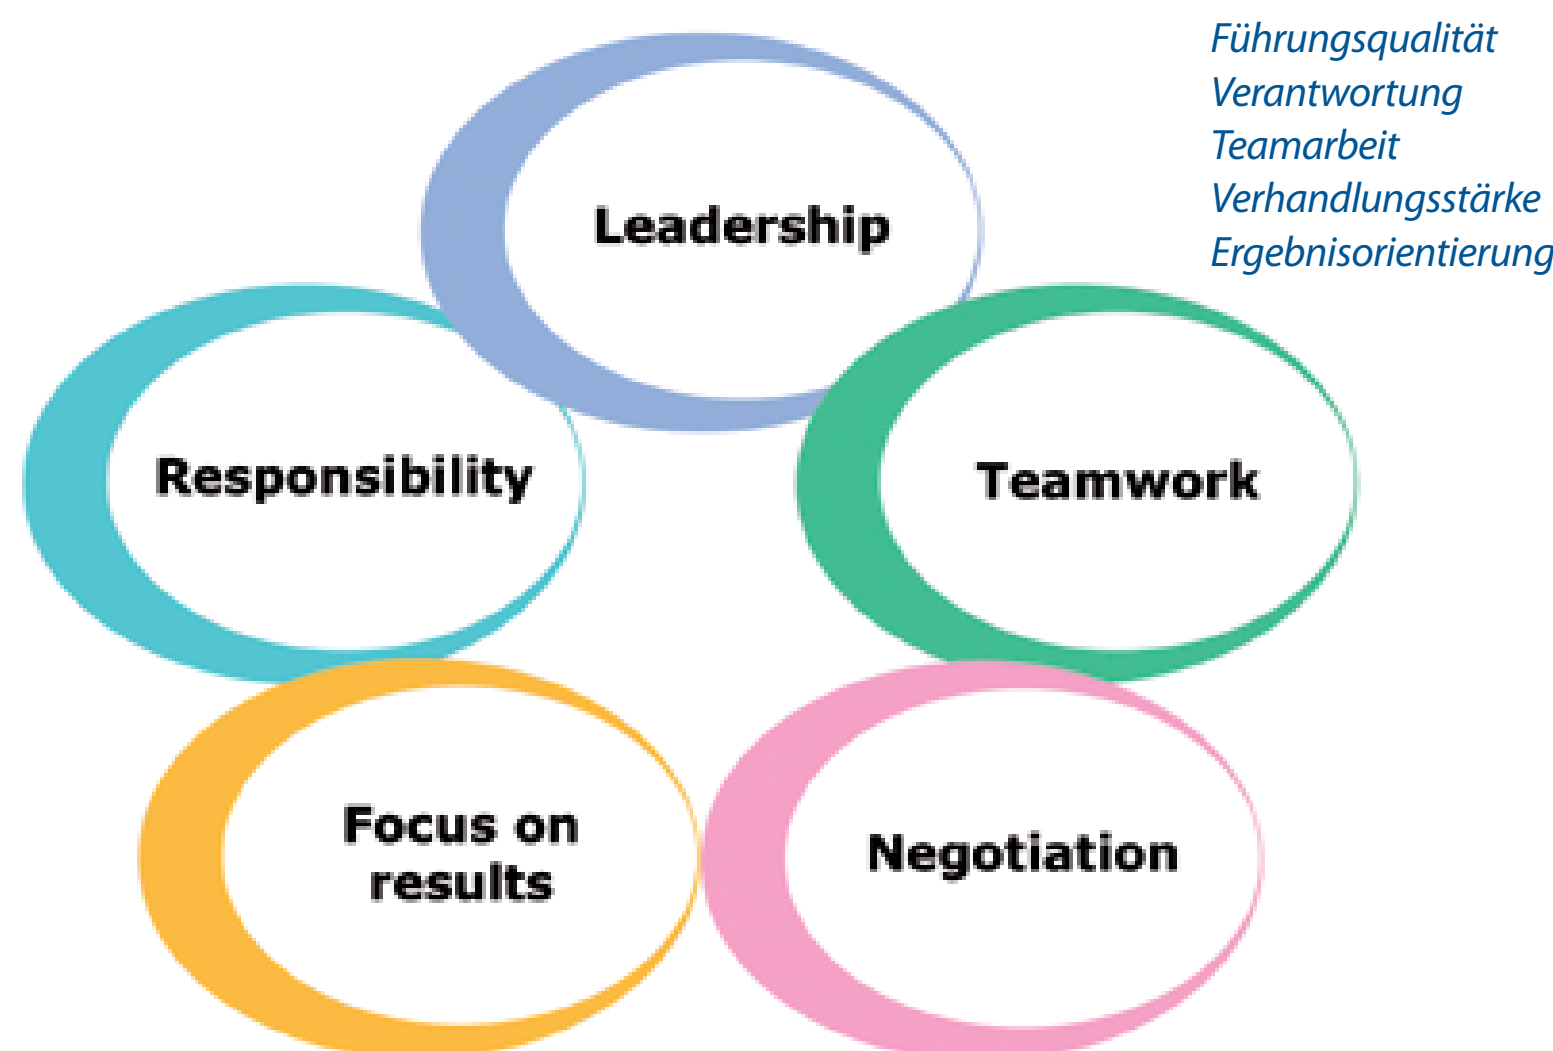 Führungsqualität
Verantwortung
Teamarbeit
Verhandlungsstärke
Ergebnisorientierung
Leadership
Responsibility
Teamwork
Focus on
results
Negotiation